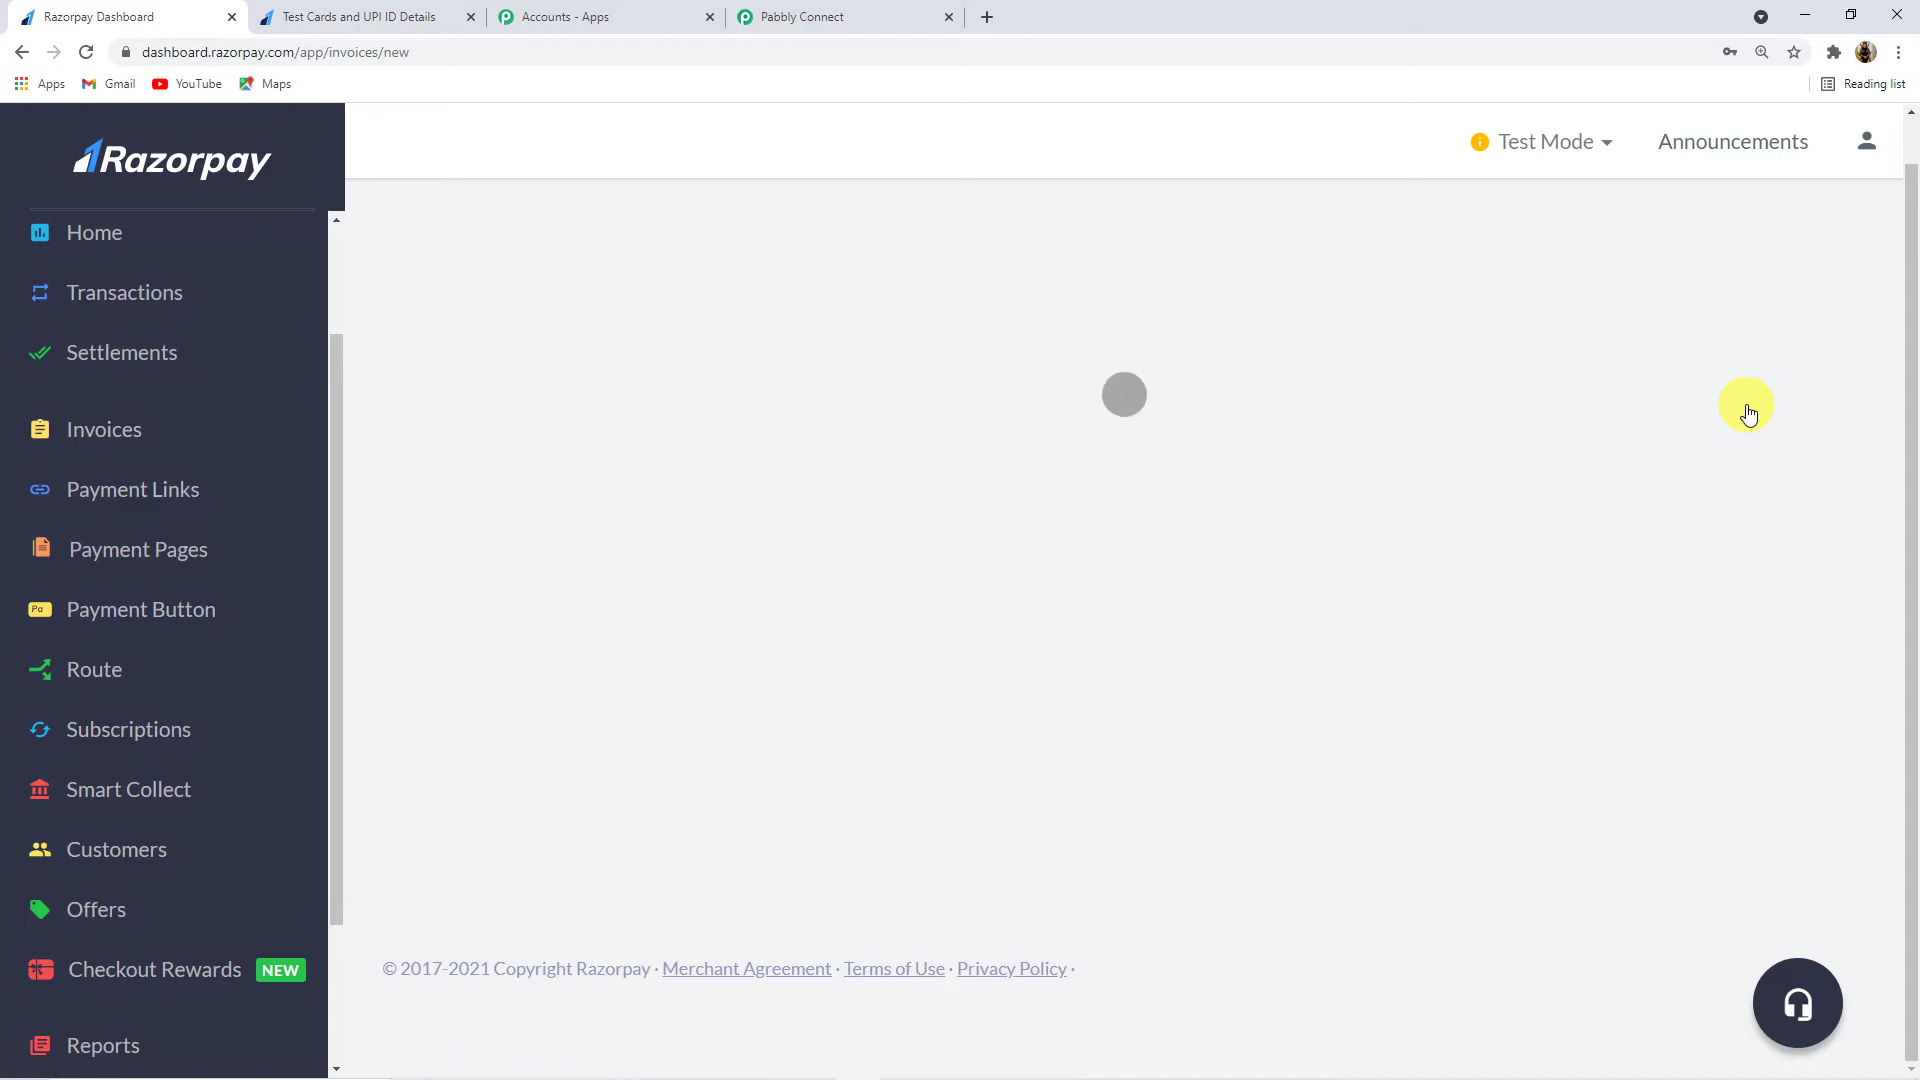 Razorpay Dashboard
Test Cards and UPI ID Details
Accounts - Apps
Pabbly Connect
dashboard.razorpay.com/app/invoices/new
Apps
Gmail
YouTube
Maps
Reading list
Razorpay
Test Mode
Announcements
Home
Transactions
Settlements
Invoices
Payment Links
Payment Pages
Payment Button
Route
Subscriptions
Smart Collect
Customers
Offers
Checkout Rewards NEW
Reports
© 2017-2021 Copyright Razorpay · Merchant Agreement · Terms of Use · Privacy Policy ·